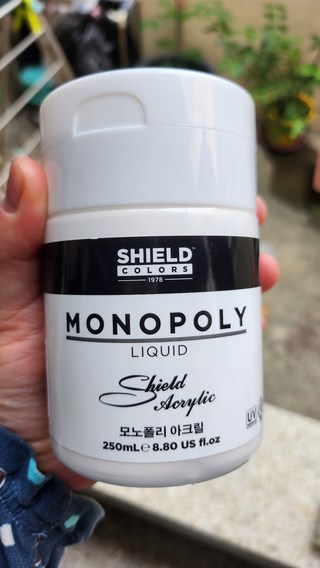 SHIELD™
COLORS
1978
MONOPOLY
LIQUID
Shield
Acrylic
모노폴리 아크릴
250mL℮8.80 US fl.oz
UV